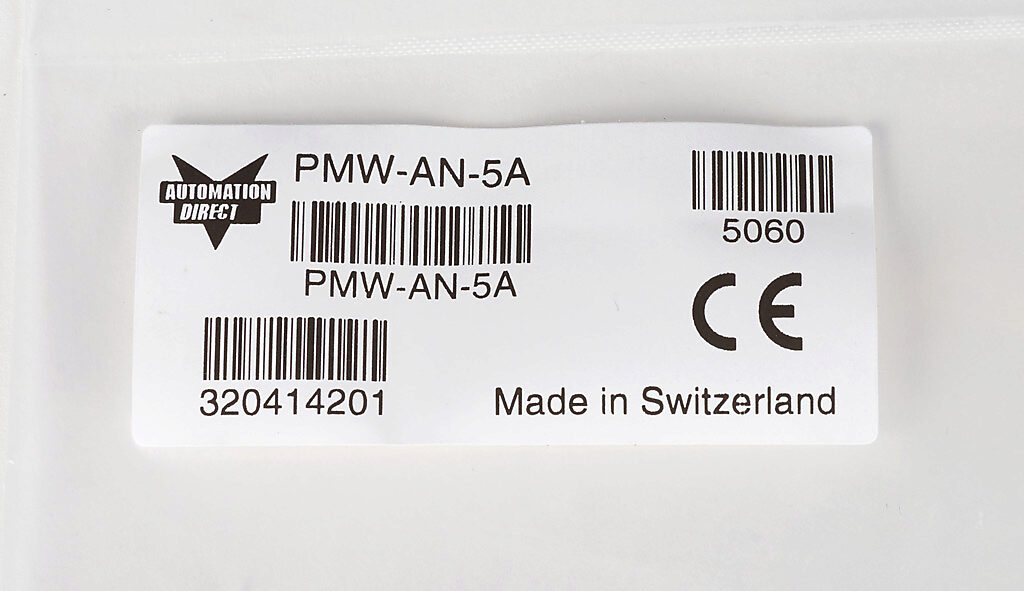 AUTOMATION
DIRECT
PMW-AN-5A
PMW-AN-5A
5060
CE
320414201
Made in Switzerland